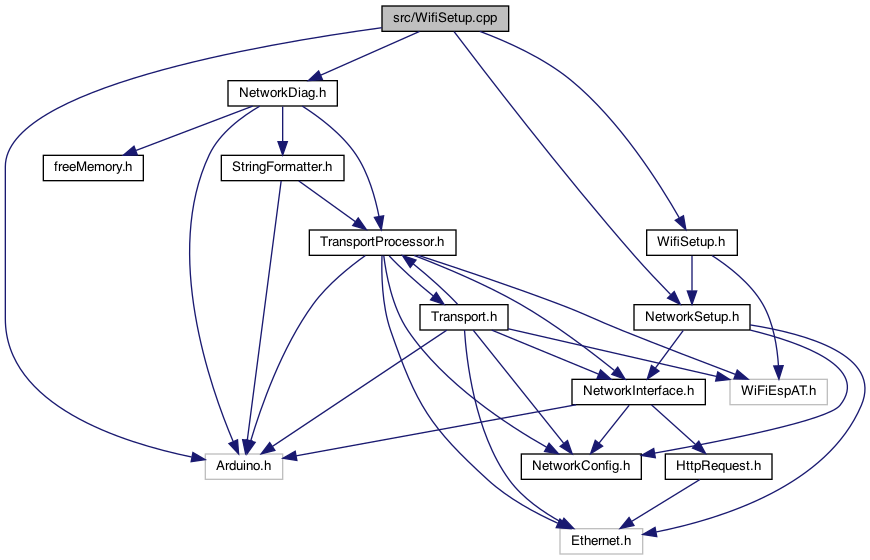 src/WifiSetup.cpp
NetworkDiag.h
freeMemory.h
StringFormatter.h
TransportProcessor.h
WifiSetup.h
Transport.h
NetworkSetup.h
NetworkInterface.h
WiFiEspAT.h
Arduino.h
NetworkConfig.h
HttpRequest.h
Ethernet.h